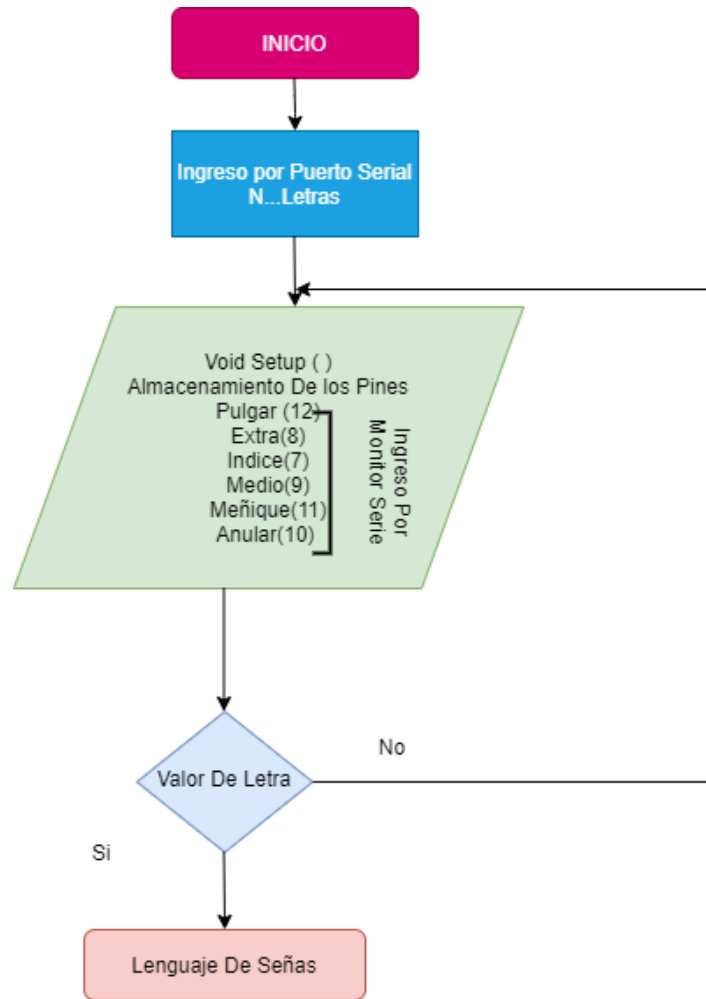 INICIO
Ingreso por Puerto Serial
N...Letras
Void Setup ( )
Almacenamiento De los Pines
Pulgar (12)
Extra(8)
Indice(7)
Medio(9)
Meñique(11)
Anular(10)
Ingreso Por
Monitor Serie
Valor De Letra
No
Si
Lenguaje De Señas